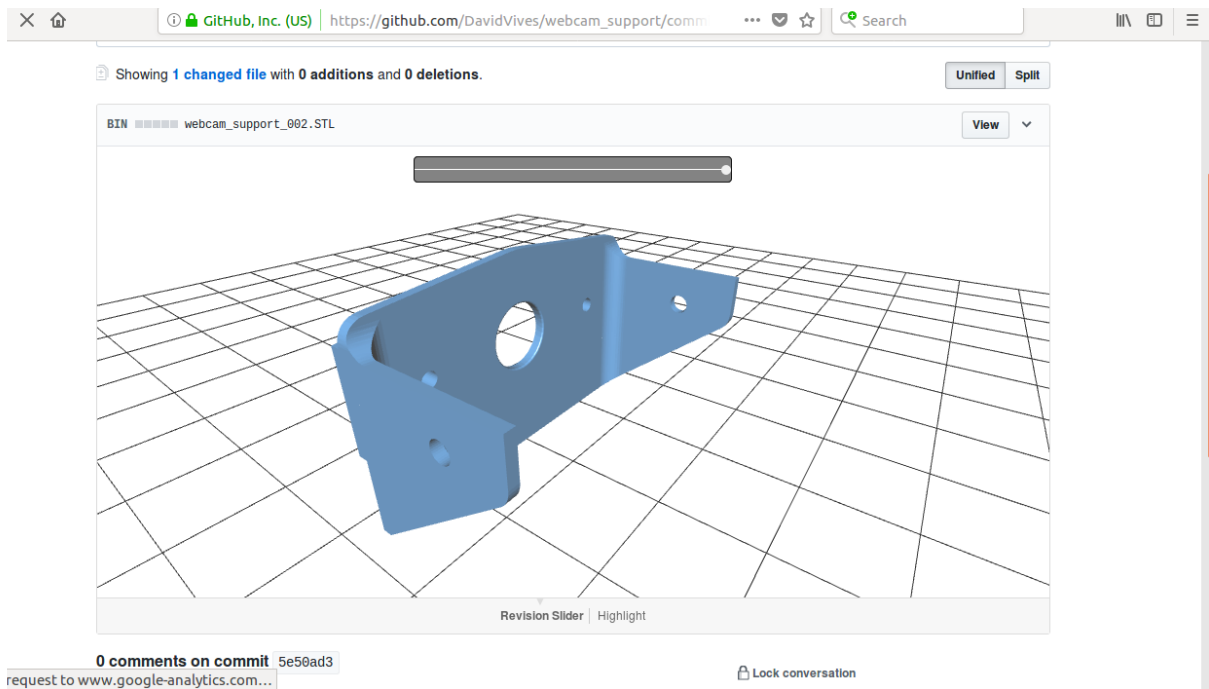 GitHub, Inc. (US) https://github.com/DavidVives/webcam_support/comm ••• Search
Showing 1 changed file with 0 additions and 0 deletions. Unified Split
BIN webcam_support_002.STL View
Revision Slider Highlight
0 comments on commit 5e50ad3
Lock conversation
request to www.google-analytics.com...